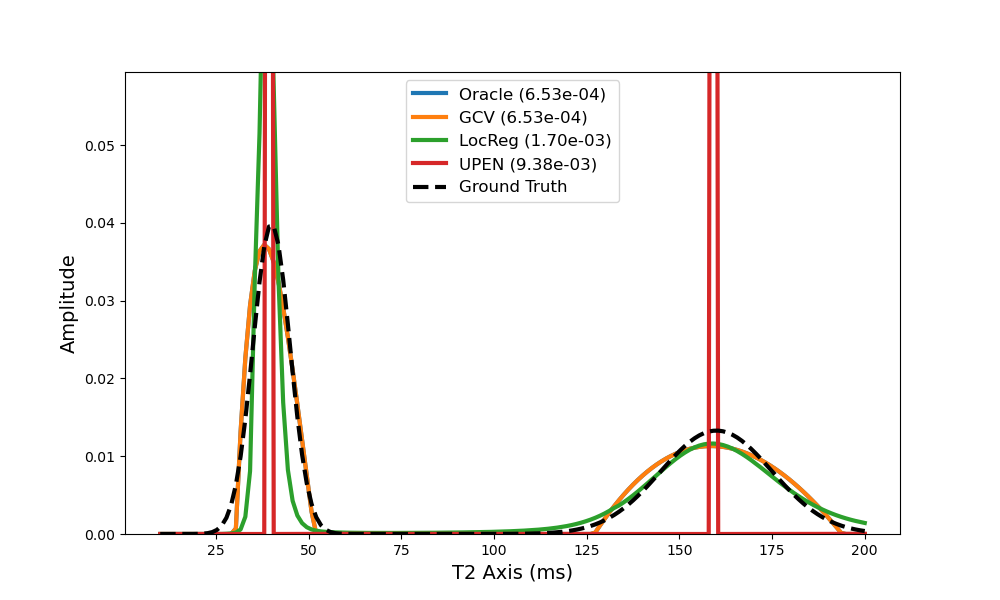 Oracle (6.53e-04)
GCV (6.53e-04)
LocReg (1.70e-03)
UPEN (9.38e-03)
Ground Truth
Amplitude
0.05
0.04
0.03
0.02
0.01
0.00
25 50 75 100 125 150 175 200
T2 Axis (ms)